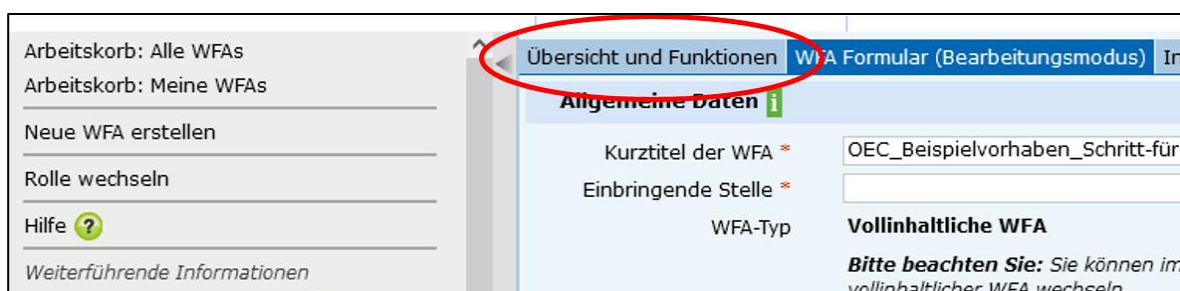 Arbeitskorb: Alle WFAs
Arbeitskorb: Meine WFAs
Neue WFA erstellen
Rolle wechseln
Hilfe ?
Weiterführende Informationen
Übersicht und Funktionen WFA Formular (Bearbeitungsmodus) In
Allgemeine Daten i
Kurztitel der WFA * OEC_Beispielvorhaben_Schritt-für
Einbringende Stelle *
WFA-Typ Vollinhaltliche WFA
Bitte beachten Sie: Sie können im
vollinhaltlicher WFA wechseln